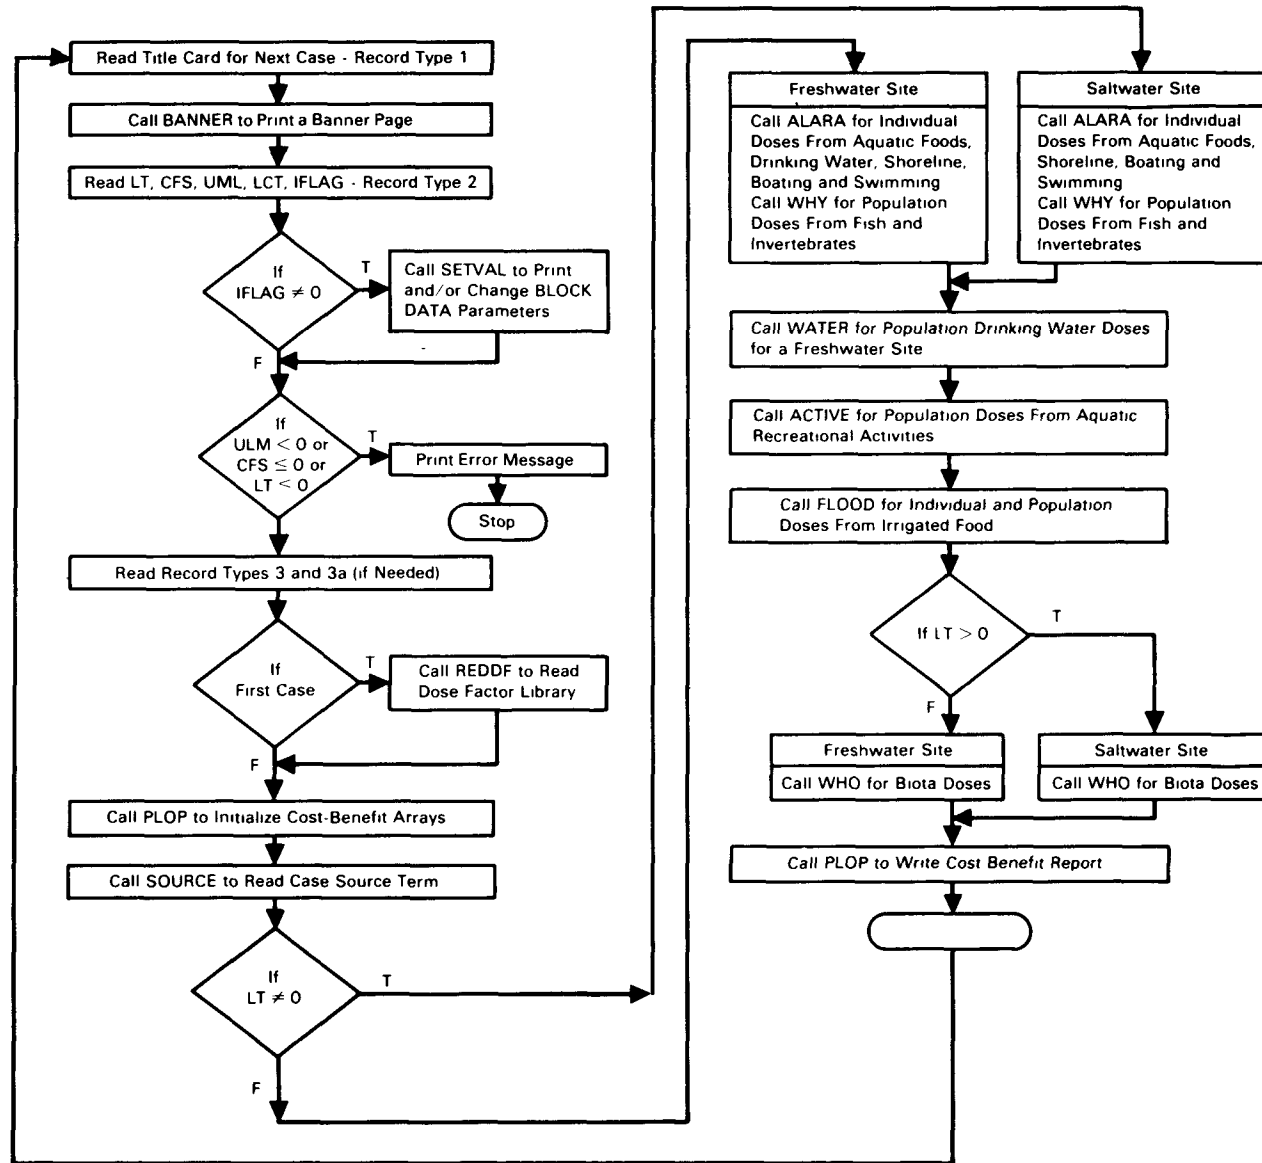 Read Title Card for Next Case - Record Type 1
Call BANNER to Print a Banner Page
Read LT, CFS, UML, LCT, IFLAG - Record Type 2
If
IFLAG ≠ 0
T
Call SETVAL to Print
and/or Change BLOCK
DATA Parameters
F
If
ULM < 0 or
CFS ≤ 0 or
LT < 0
T
Print Error Message
Stop
Read Record Types 3 and 3a (if Needed)
If
First Case
T
Call REDDF to Read
Dose Factor Library
F
Call PLOP to Initialize Cost-Benefit Arrays
Call SOURCE to Read Case Source Term
If
LT ≠ 0
T
F
Freshwater Site
Call ALARA for Individual
Doses From Aquatic Foods,
Drinking Water, Shoreline,
Boating and Swimming
Call WHY for Population
Doses From Fish and
Invertebrates
Saltwater Site
Call ALARA for Individual
Doses From Aquatic Foods,
Shoreline, Boating and
Swimming
Call WHY for Population
Doses From Fish and
Invertebrates
Call WATER for Population Drinking Water Doses
for a Freshwater Site
Call ACTIVE for Population Doses From Aquatic
Recreational Activities
Call FLOOD for Individual and Population
Doses From Irrigated Food
If LT > 0
T
F
Freshwater Site
Call WHO for Biota Doses
Saltwater Site
Call WHO for Biota Doses
Call PLOP to Write Cost Benefit Report